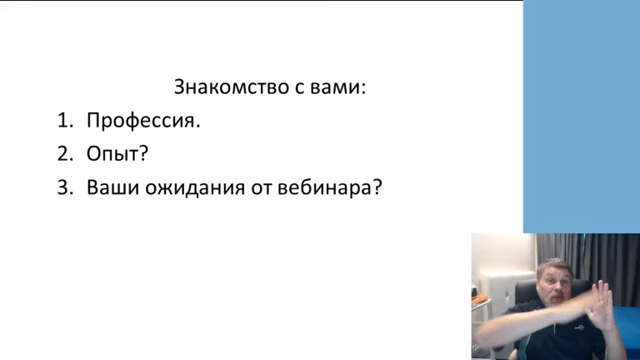 Знакомство с вами:
1. Профессия.
2. Опыт?
3. Ваши ожидания от вебинара?